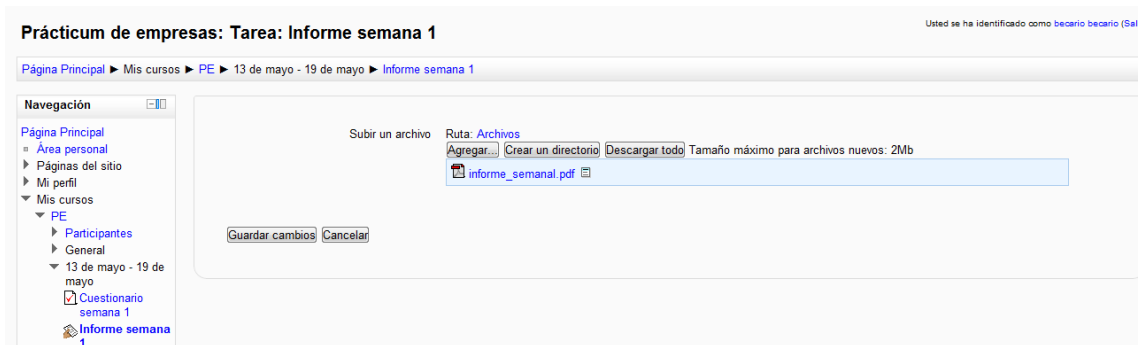 Prácticum de empresas: Tarea: Informe semana 1
Usted se ha identificado como becario becario (Sal
Página Principal ► Mis cursos ► PE ► 13 de mayo - 19 de mayo ► Informe semana 1
Navegación
Página Principal
Área personal
Páginas del sitio
Mi perfil
Mis cursos
PE
Participantes
General
13 de mayo - 19 de
mayo
Cuestionario
semana 1
Informe semana
1
Subir un archivo
Ruta: Archivos
Agregar... Crear un directorio Descargar todo Tamaño máximo para archivos nuevos: 2Mb
informe_semanal.pdf
Guardar cambios Cancelar